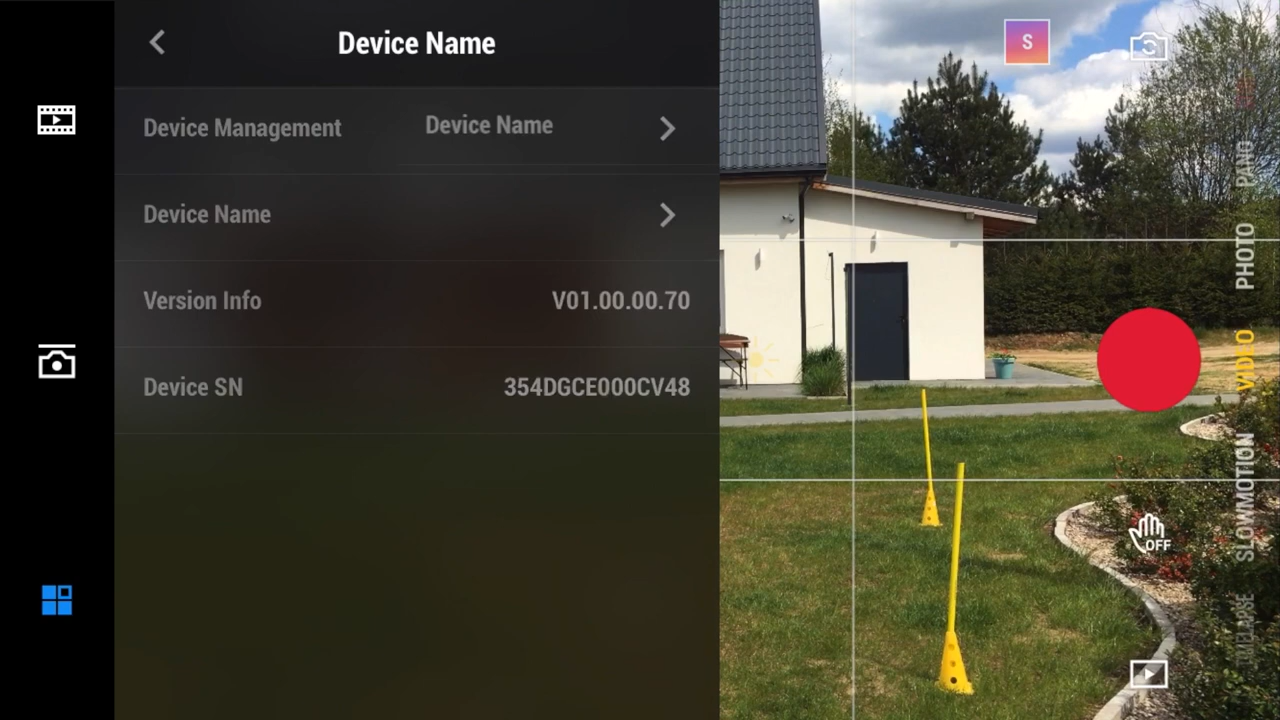 Device Name
Device Management Device Name
Device Name
Version Info V01.00.00.70
Device SN 354DGCE000CV48
S
PANO
PHOTO
VIDEO
SLOWMOTION
TIMELAPSE
OFF